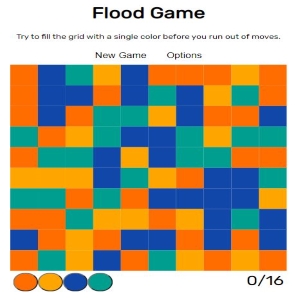 Flood Game
Try to fill the grid with a single color before you run out of moves.
New Game Options
0/16